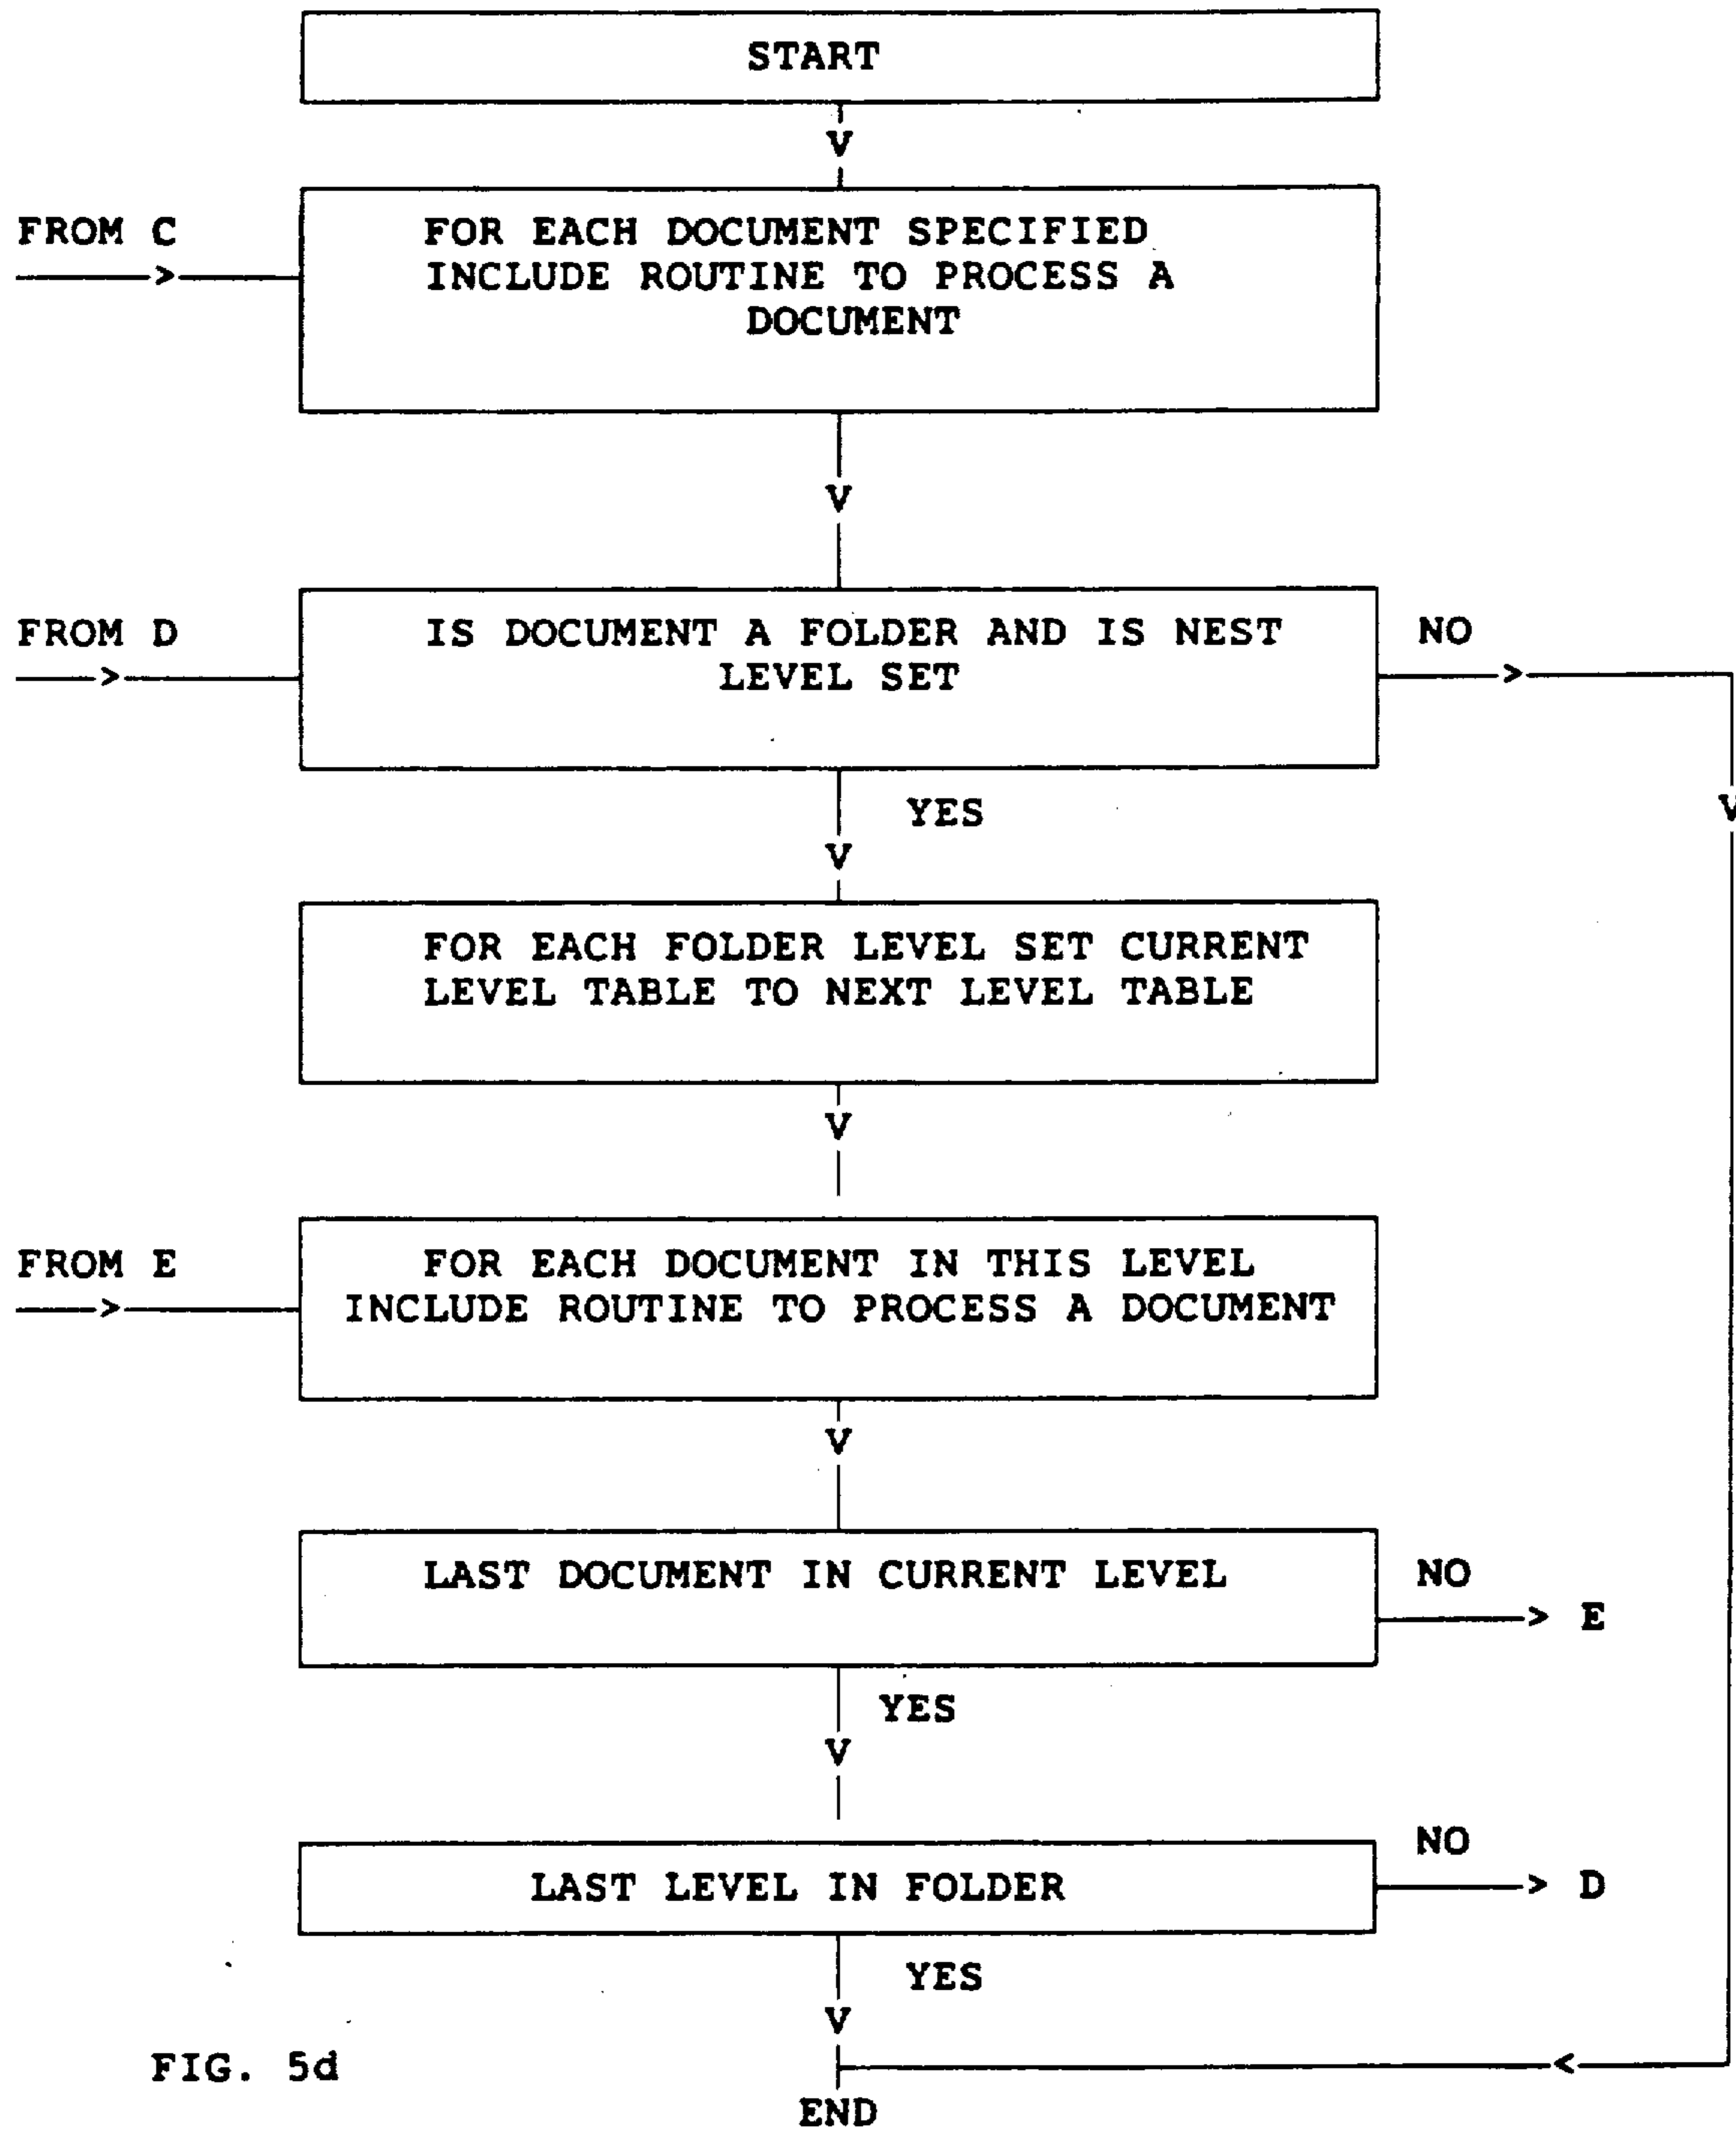 START
V
FROM C
>
FOR EACH DOCUMENT SPECIFIED
INCLUDE ROUTINE TO PROCESS A
DOCUMENT
V
FROM D
>
IS DOCUMENT A FOLDER AND IS NEST
LEVEL SET
NO
>
V
YES
V
FOR EACH FOLDER LEVEL SET CURRENT
LEVEL TABLE TO NEXT LEVEL TABLE
V
FROM E
>
FOR EACH DOCUMENT IN THIS LEVEL
INCLUDE ROUTINE TO PROCESS A DOCUMENT
V
LAST DOCUMENT IN CURRENT LEVEL
NO
> E
YES
V
LAST LEVEL IN FOLDER
NO
> D
YES
V
<
END
FIG. 5d